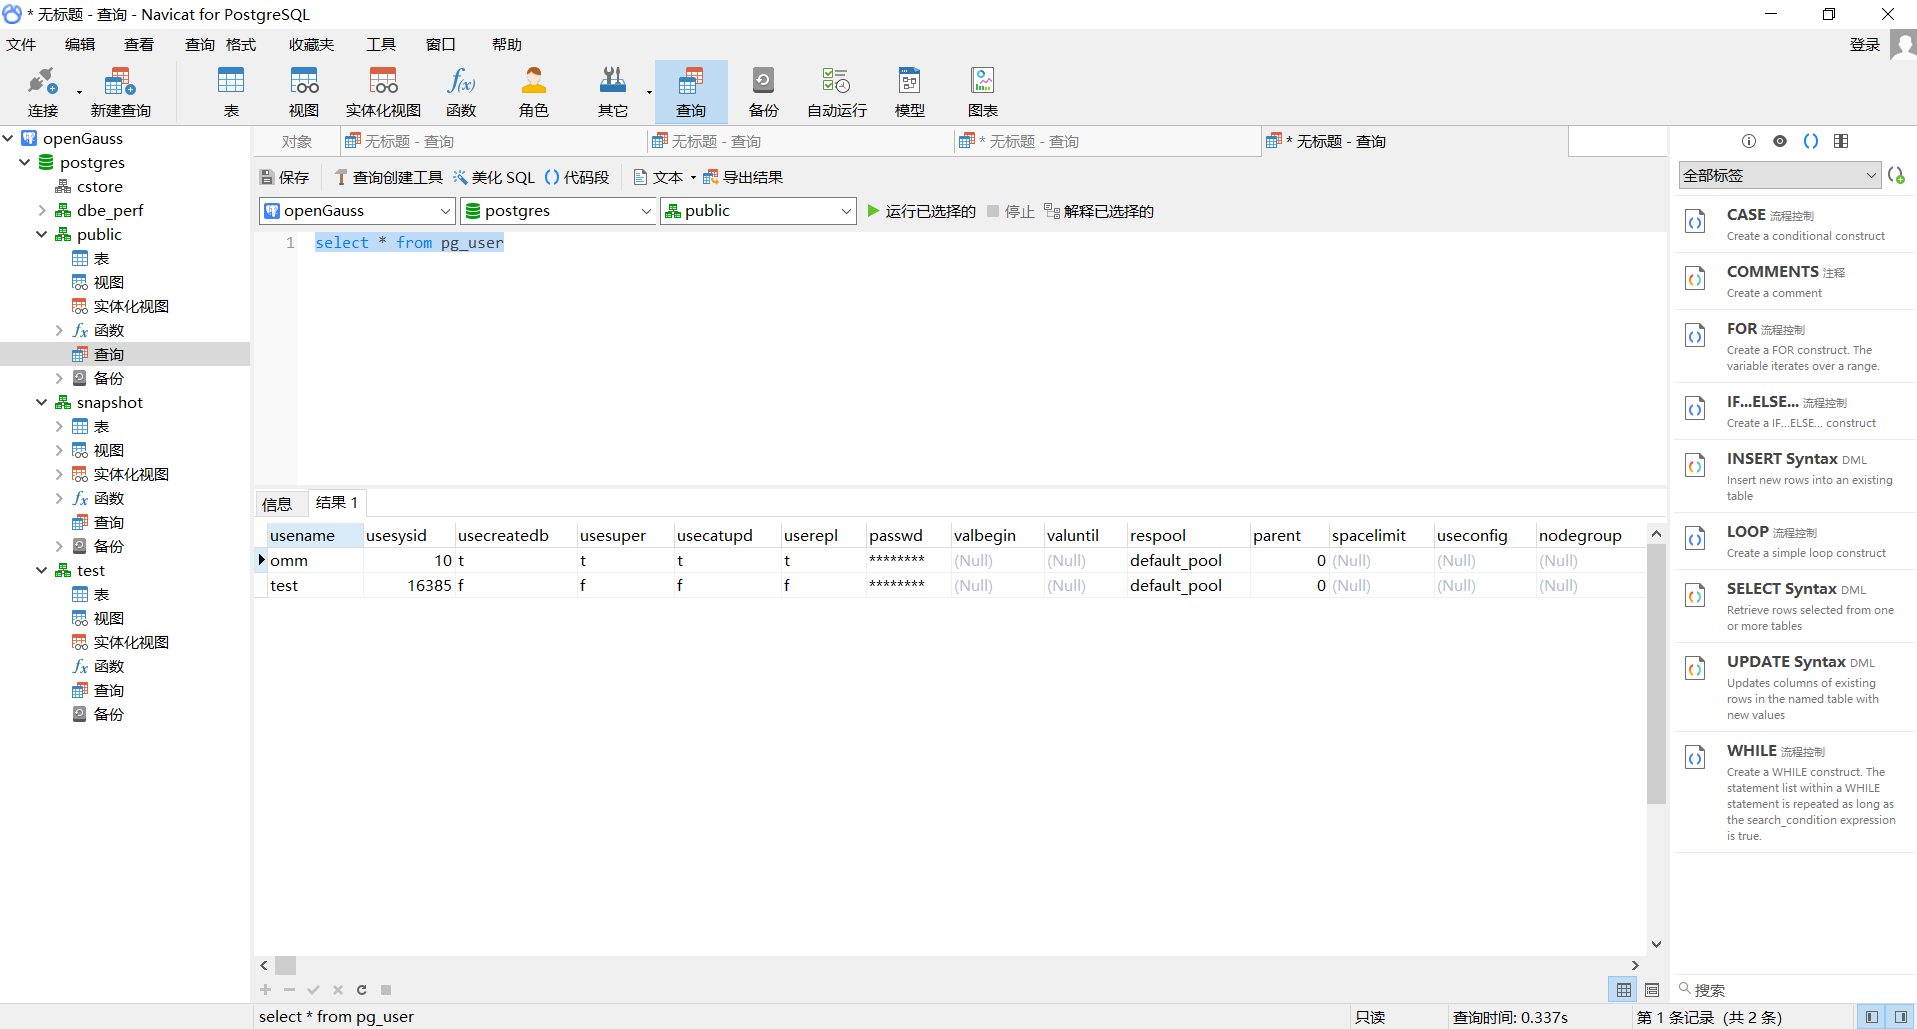 * 无标题 - 查询 - Navicat for PostgreSQL
文件 编辑 查看 查询 格式 收藏夹 工具 窗口 帮助 登录
连接 新建查询 表 视图 实体化视图 函数 角色 其它 查询 备份 自动运行 模型 图表
openGauss
postgres
cstore
dbe_perf
public
表
视图
实体化视图
函数
查询
备份
snapshot
表
视图
实体化视图
函数
查询
备份
test
表
视图
实体化视图
函数
查询
备份
对象 无标题 - 查询 无标题 - 查询 * 无标题 - 查询 * 无标题 - 查询
保存 查询创建工具 美化 SQL 代码段 文本 导出结果
openGauss postgres public 运行已选择的 停止 解释已选择的
1 select * from pg_user
信息 结果 1
usename usesysid usecreatedb usesuper usecatupd userepl passwd valbegin valuntil respool parent spacelimit useconfig nodegroup
omm 10 t t t t ******** (Null) (Null) default_pool 0 (Null) (Null) (Null)
test 16385 f f f f ******** (Null) (Null) default_pool 0 (Null) (Null) (Null)
全部标签
CASE 流程控制
Create a conditional construct
COMMENTS 注释
Create a comment
FOR 流程控制
Create a FOR construct. The
variable iterates over a range.
IF...ELSE... 流程控制
Create a IF...ELSE... construct
INSERT Syntax DML
Insert new rows into an existing
table
LOOP 流程控制
Create a simple loop construct
SELECT Syntax DML
Retrieve rows selected from one
or more tables
UPDATE Syntax DML
Updates columns of existing
rows in the named table with
new values
WHILE 流程控制
Create a WHILE construct. The
statement list within a WHILE
statement is repeated as long as
the search_condition expression
is true.
搜索
select * from pg_user 只读 查询时间: 0.337s 第 1 条记录 (共 2 条)